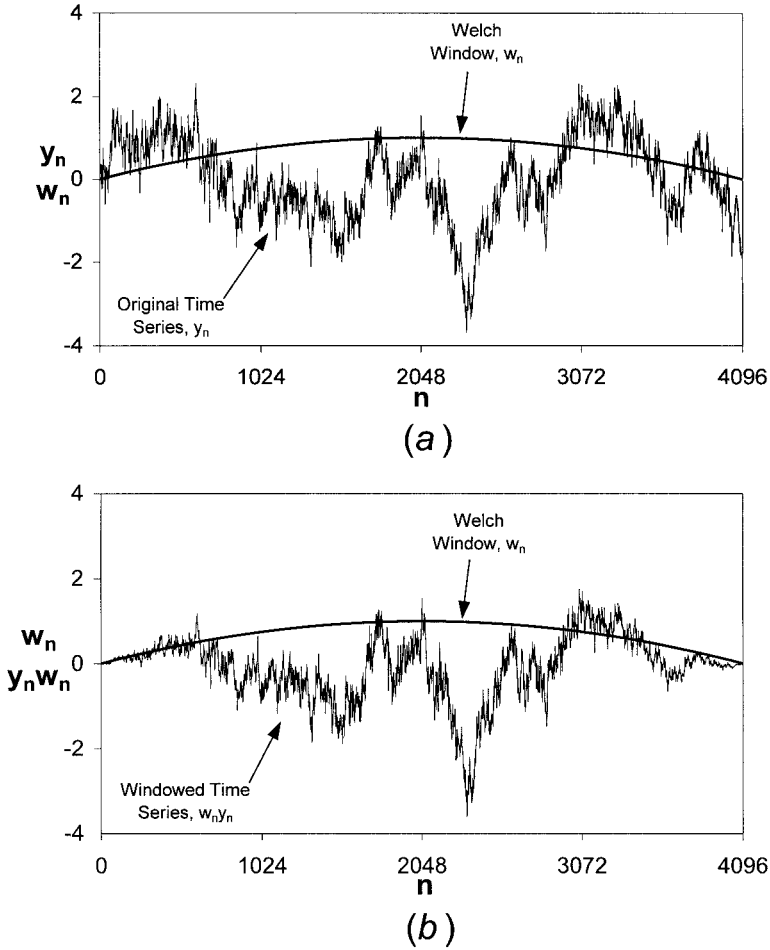 4
Welch
Window, wn
2
yn
0
wn
-2
Original Time
Series, yn
-4
0 1024 2048 3072 4096
n
(a)
4
Welch
Window, wn
2
wn
0
ynwn
-2
Windowed Time
Series, wnyn
-4
0 1024 2048 3072 4096
n
(b)